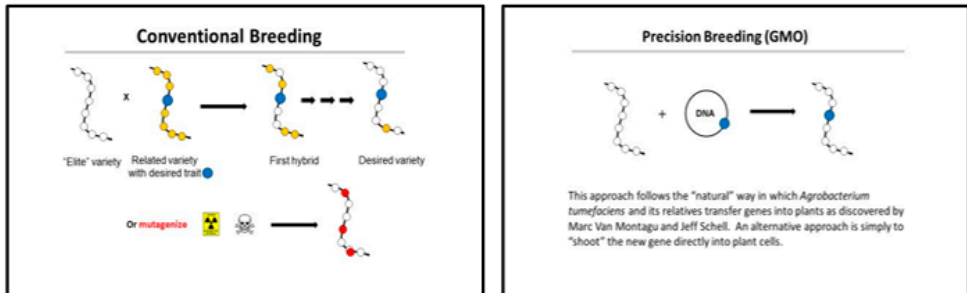 Conventional Breeding
x
"Elite" variety
Related variety
with desired trait
First hybrid
Desired variety
Or mutagenize
Precision Breeding (GMO)
+
DNA
This approach follows the "natural" way in which Agrobacterium
tumefaciens and its relatives transfer genes into plants as discovered by
Marc Van Montagu and Jeff Schell.  An alternative approach is simply to
"shoot" the new gene directly into plant cells.